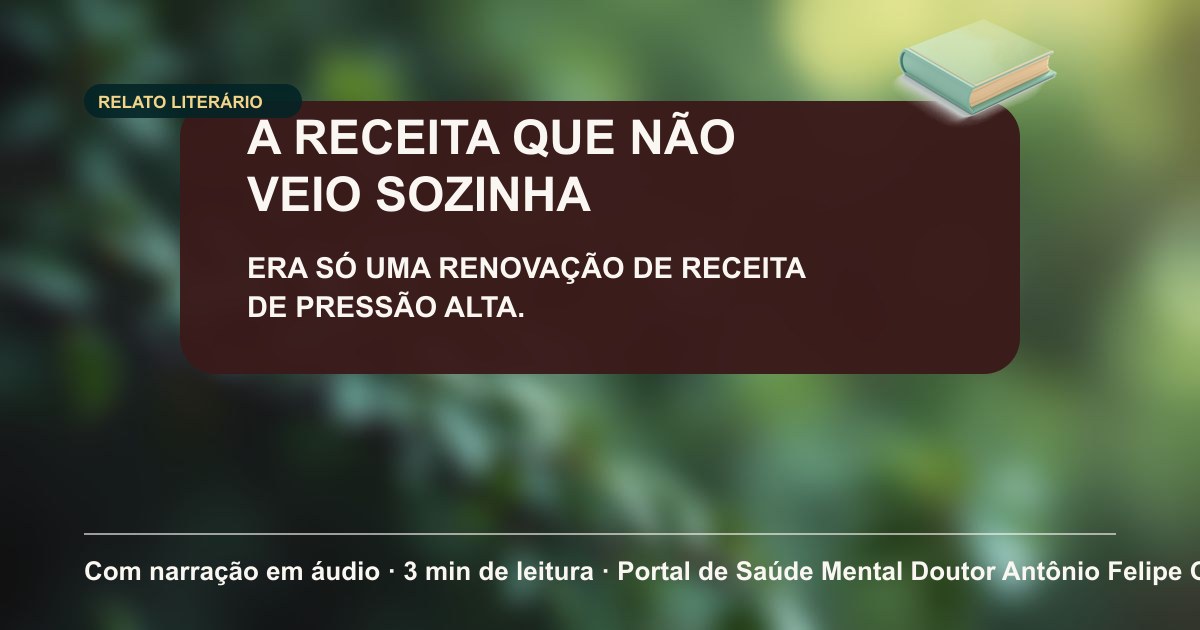 RELATO LITERÁRIO
A RECEITA QUE NÃO
VEIO SOZINHA
ERA SÓ UMA RENOVAÇÃO DE RECEITA
DE PRESSÃO ALTA.
Com narração em áudio · 3 min de leitura · Portal de Saúde Mental Doutor Antônio Felipe